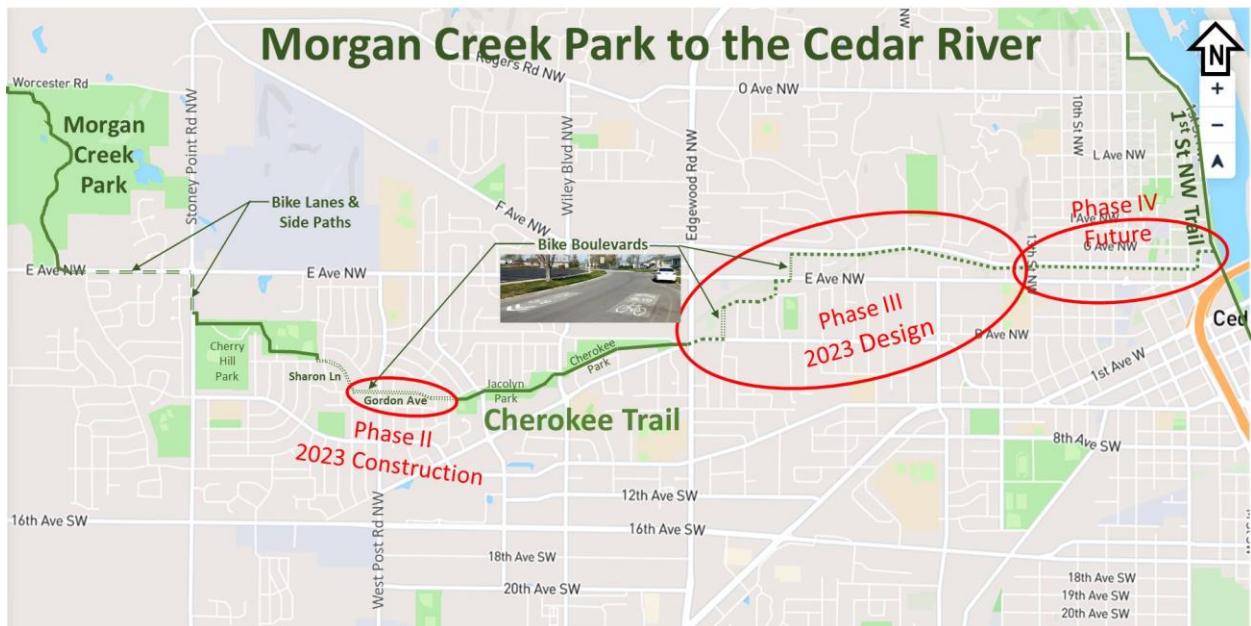 Morgan Creek Park to the Cedar River
N
+
−
Worcester Rd
Rogers Rd NW
O Ave NW
10th St NW
1st St NW Trail
Morgan
Creek
Park
Stoney Point Rd NW
Wiley Blvd NW
Edgewood Rd NW
L Ave NW
Bike Lanes &
Side Paths
F Ave NW
Bike Boulevards
13th St NW
I Ave NW
Phase IV
Future
G Ave NW
E Ave NW
E Ave NW
E Ave NW
Phase III
2023 Design
Ced
B Ave NW
1st Ave W
Cherry
Hill
Park
Sharon Ln
Gordon Ave
Jacolyn
Park
Cherokee
Park
Cherokee Trail
Phase II
2023 Construction
8th Ave SW
12th Ave SW
16th Ave SW
16th Ave SW
West Post Rd NW
18th Ave SW
20th Ave SW
18th Ave SW
19th Ave SW
20th Ave SW